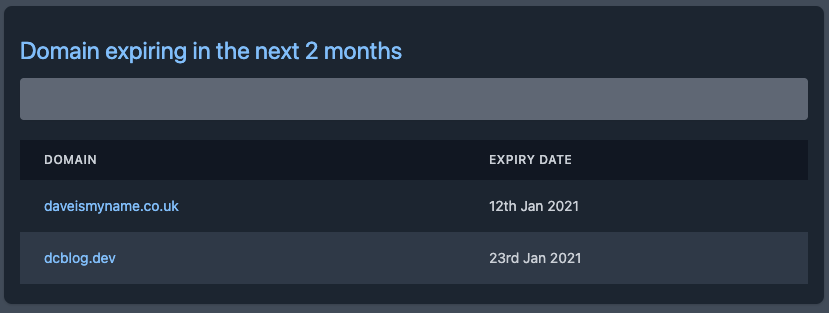 Domain expiring in the next 2 months
DOMAIN EXPIRY DATE
daveismyname.co.uk 12th Jan 2021
dcblog.dev 23rd Jan 2021